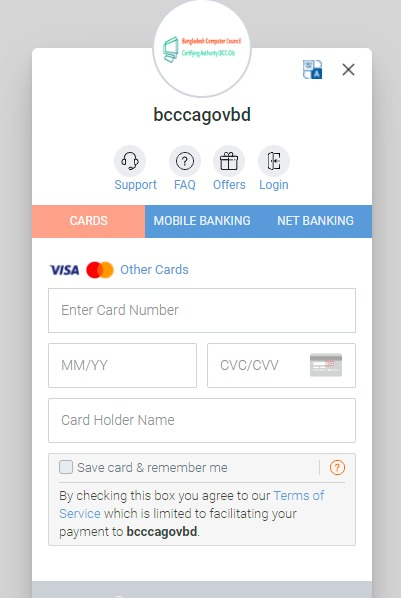 Bangladesh Computer Council
Certifying Authority (BCC CA)
A
bcccagovbd
Support FAQ Offers Login
CARDS MOBILE BANKING NET BANKING
VISA Other Cards
Enter Card Number
MM/YY CVC/CVV
Card Holder Name
Save card & remember me ?
By checking this box you agree to our Terms of
Service which is limited to facilitating your
payment to bcccagovbd.